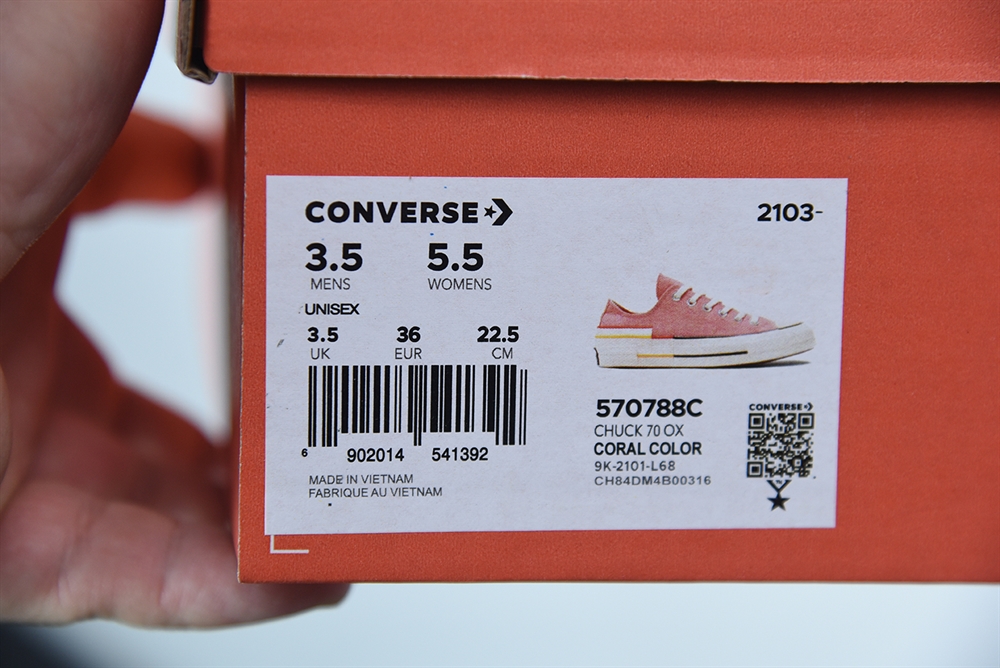 CONVERSE
2103-
3.5 5.5
MENS WOMENS
UNISEX
3.5 36 22.5
UK EUR CM
6 902014 541392
MADE IN VIETNAM
FABRIQUE AU VIETNAM
570788C
CHUCK 70 OX
CORAL COLOR
9K-2101-L68
CH84DM4B00316
CONVERSE